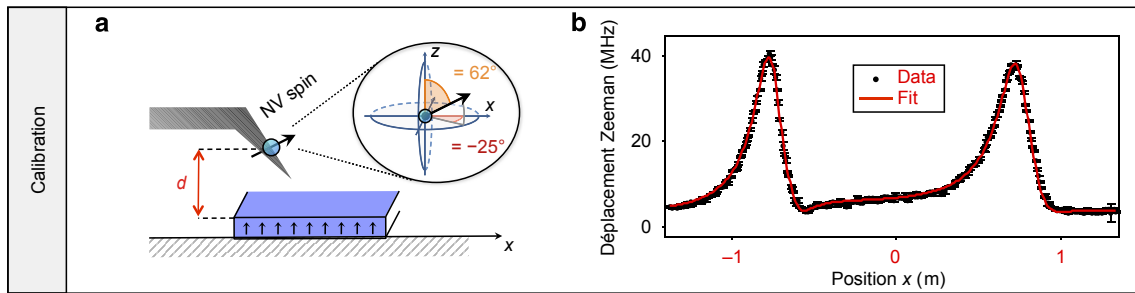 Calibration
a
NV spin
d
z
= 62°
x
= −25°
x
b
Déplacement Zeeman (MHz)
40
20
0
Data
Fit
−1
0
1
Position x (m)